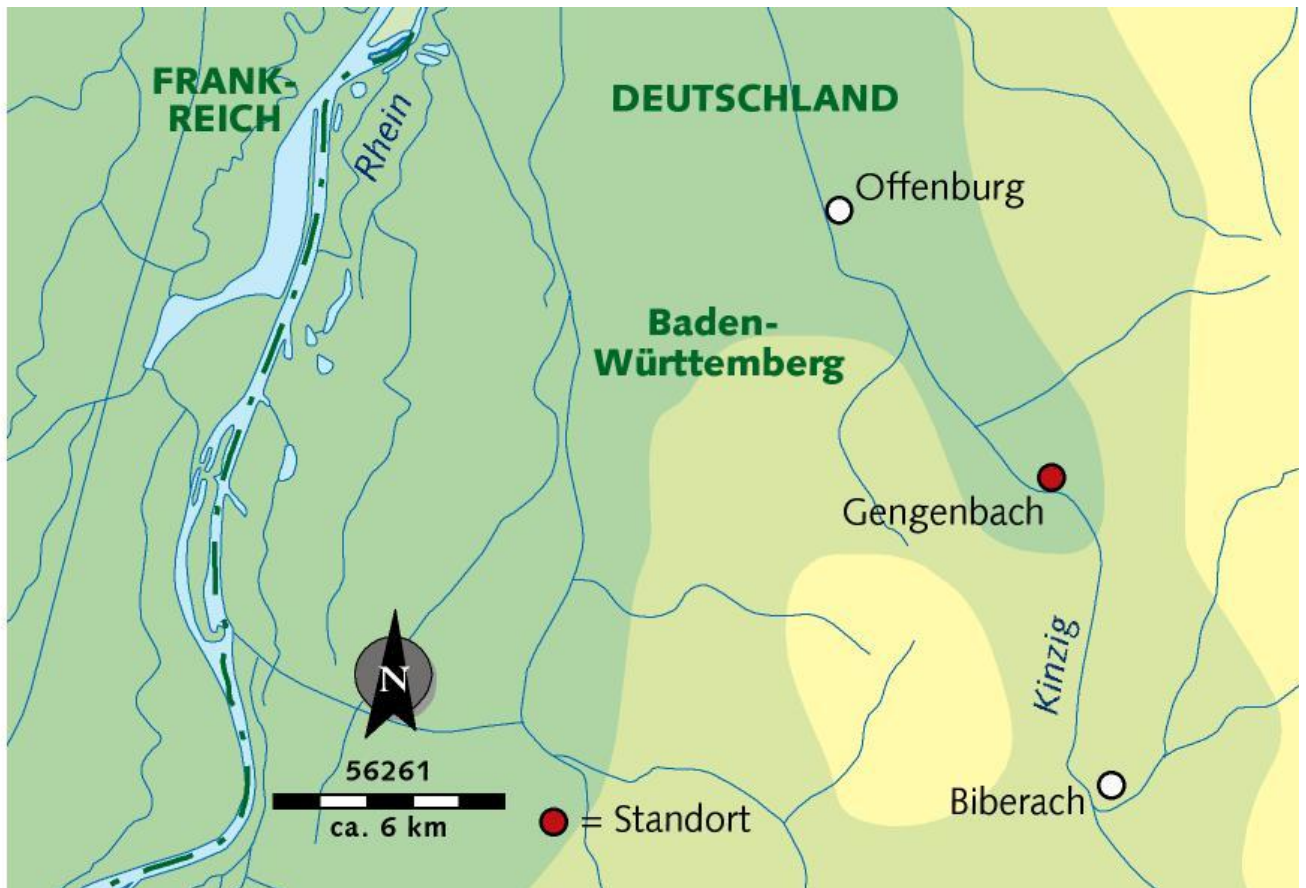 FRANK-
REICH
Rhein
DEUTSCHLAND
Offenburg
Baden-
Württemberg
Gengenbach
Kinzig
N
56261
ca. 6 km
= Standort
Biberach